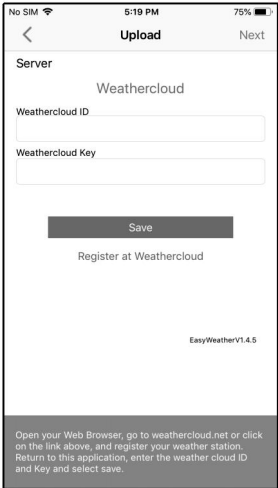 No SIM 5:19 PM 75%
Upload Next
Server
Weathercloud
Weathercloud ID
Weathercloud Key
Save
Register at Weathercloud
EasyWeatherV1.4.5
Open your Web Browser, go to weathercloud.net or click
on the link above, and register your weather station.
Return to this application, enter the weather cloud ID
and Key and select save.